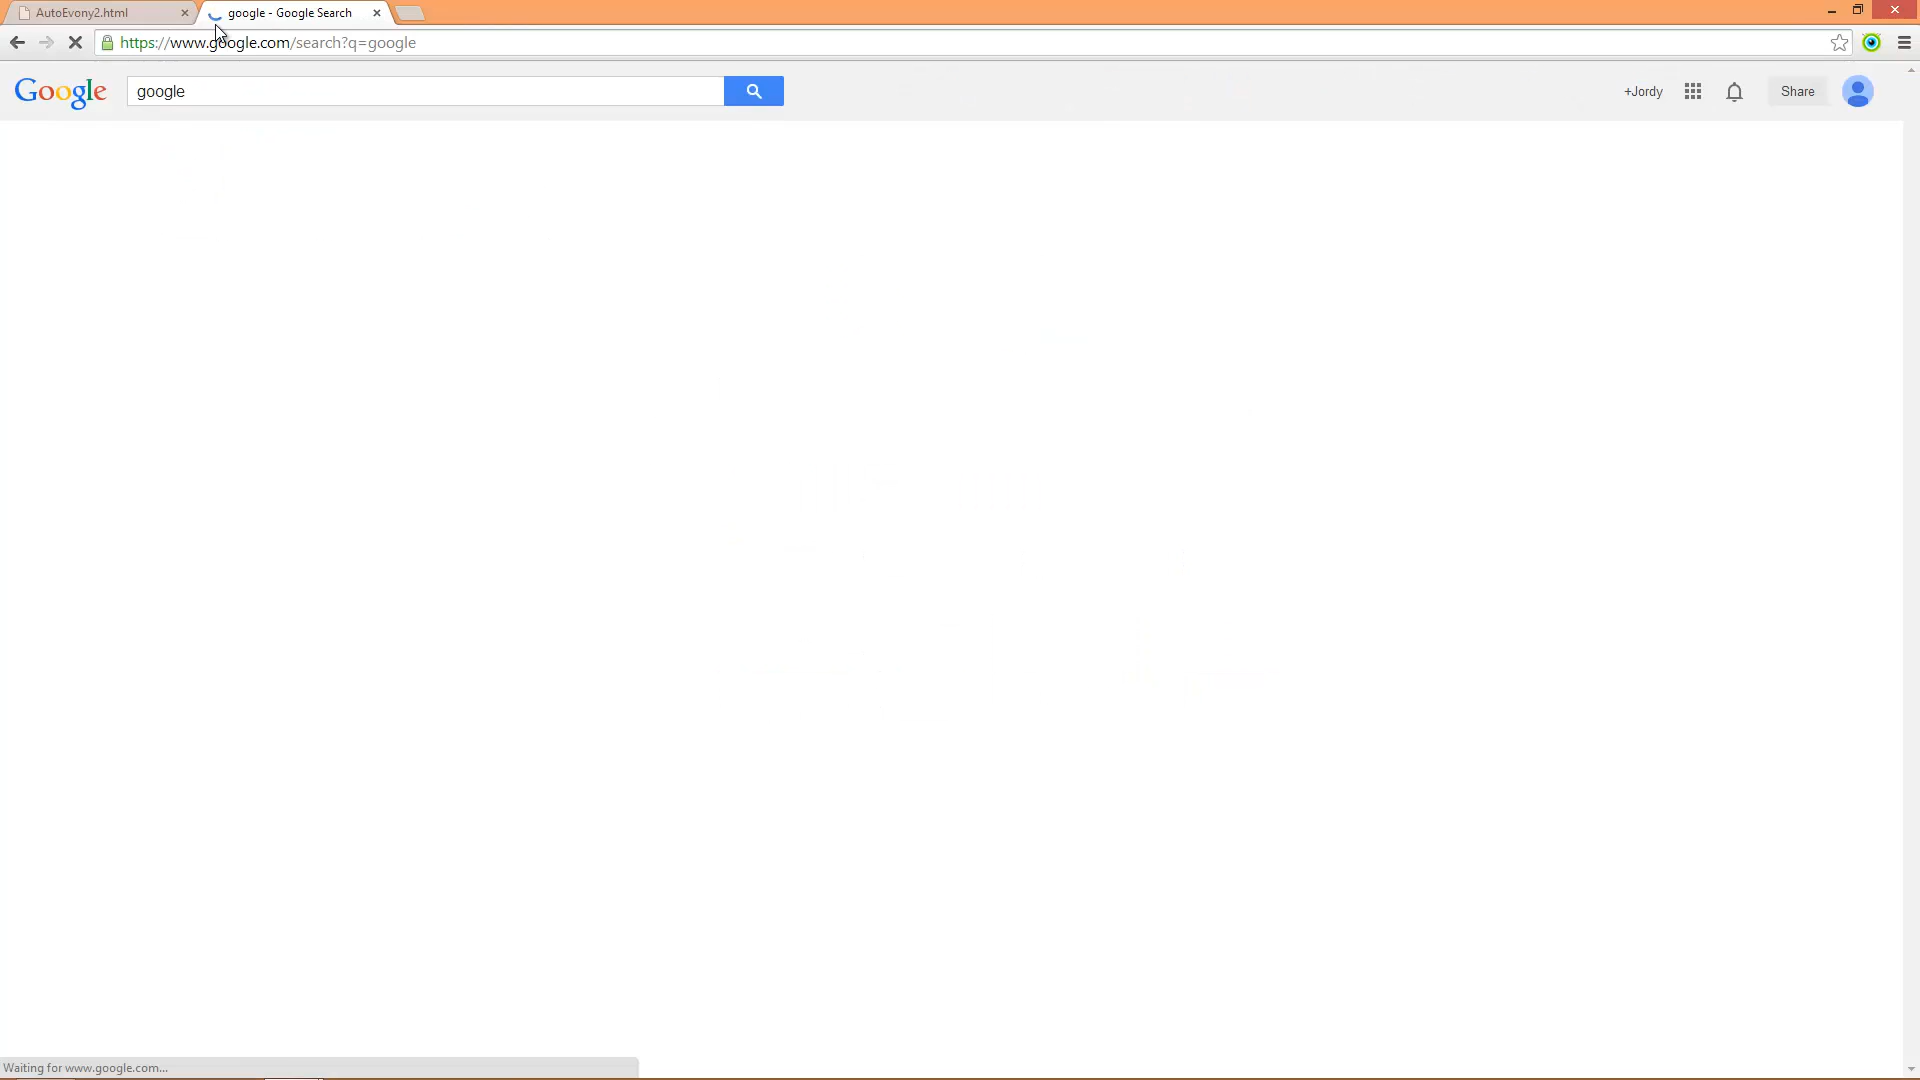 AutoEvony2.html
google - Google Search
https://www.google.com/search?q=google
Google
google
+Jordy
Share
Waiting for www.google.com...